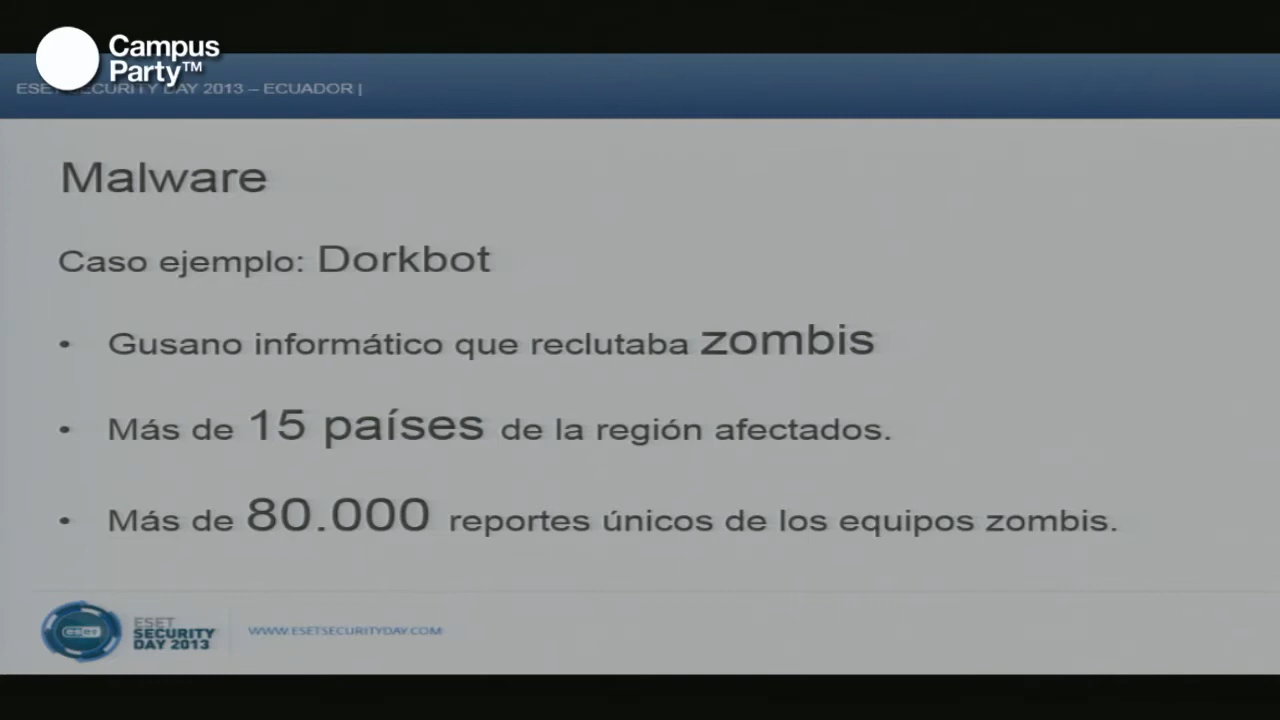 Campus
Party™
ESET SECURITY DAY 2013 – ECUADOR |
Malware
Caso ejemplo: Dorkbot
• Gusano informático que reclutaba zombis
• Más de 15 países de la región afectados.
• Más de 80.000 reportes únicos de los equipos zombis.
eset
ESET
SECURITY
DAY 2013
WWW.ESETSECURITYDAY.COM